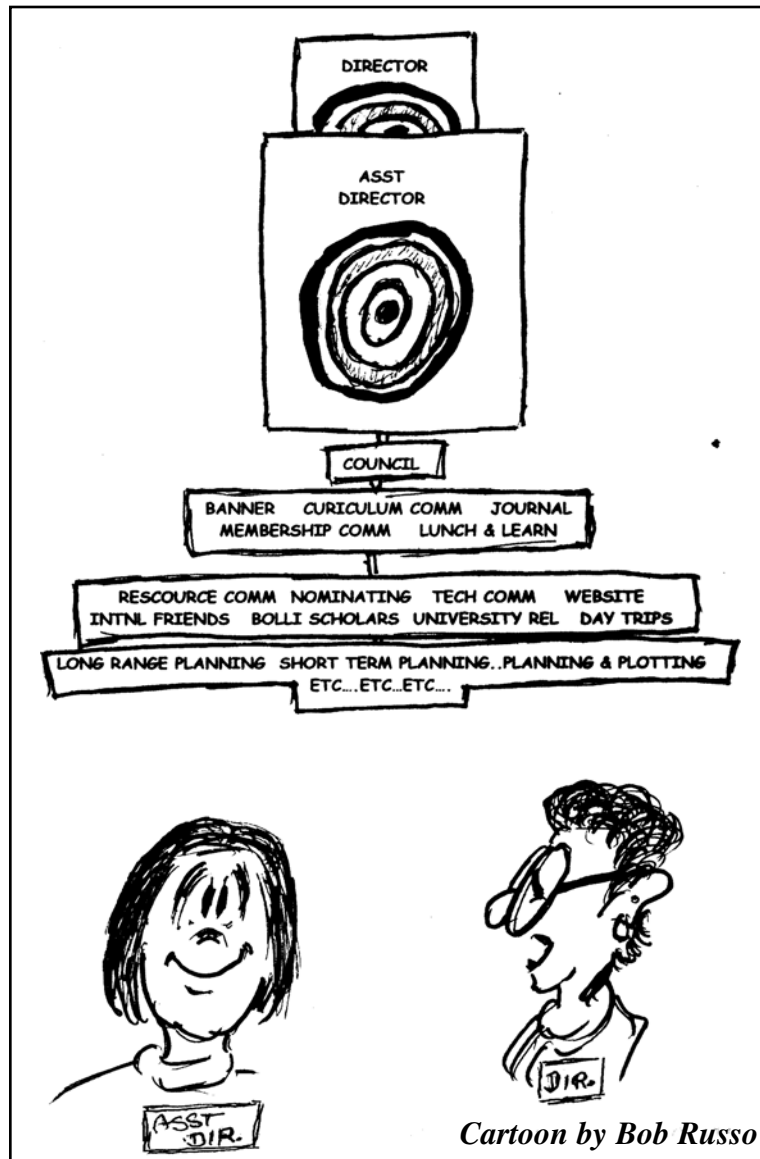 DIRECTOR
ASST
DIRECTOR
COUNCIL
BANNER CURICULUM COMM JOURNAL
MEMBERSHIP COMM LUNCH & LEARN
RESCOURCE COMM NOMINATING TECH COMM WEBSITE
INTNL FRIENDS BOLLI SCHOLARS UNIVERSITY REL DAY TRIPS
LONG RANGE PLANNING SHORT TERM PLANNING..PLANNING & PLOTTING
ETC....ETC...ETC....
ASST
DIR.
DIR.
Cartoon by Bob Russo